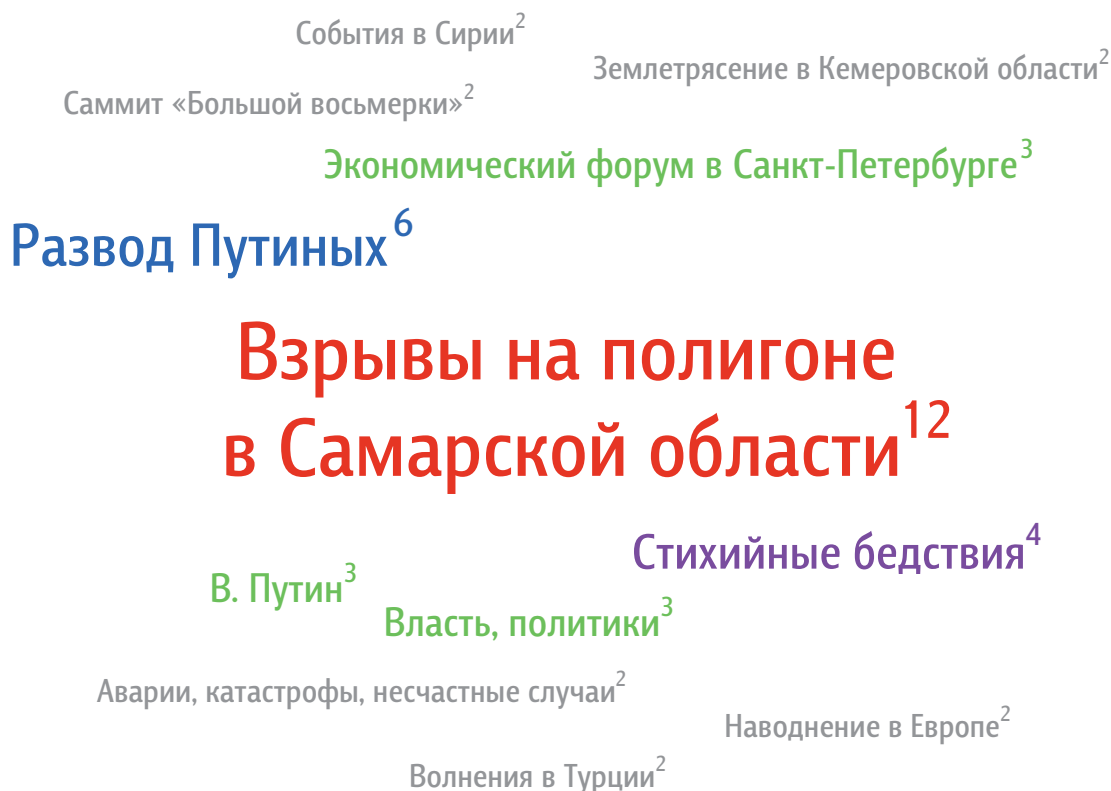 События в Сирии²
Землетрясение в Кемеровской области²
Саммит «Большой восьмерки»²
Экономический форум в Санкт-Петербурге³
Развод Путиных⁶
Взрывы на полигоне
в Самарской области¹²
Стихийные бедствия⁴
В. Путин³
Власть, политики³
Аварии, катастрофы, несчастные случаи²
Наводнение в Европе²
Волнения в Турции²